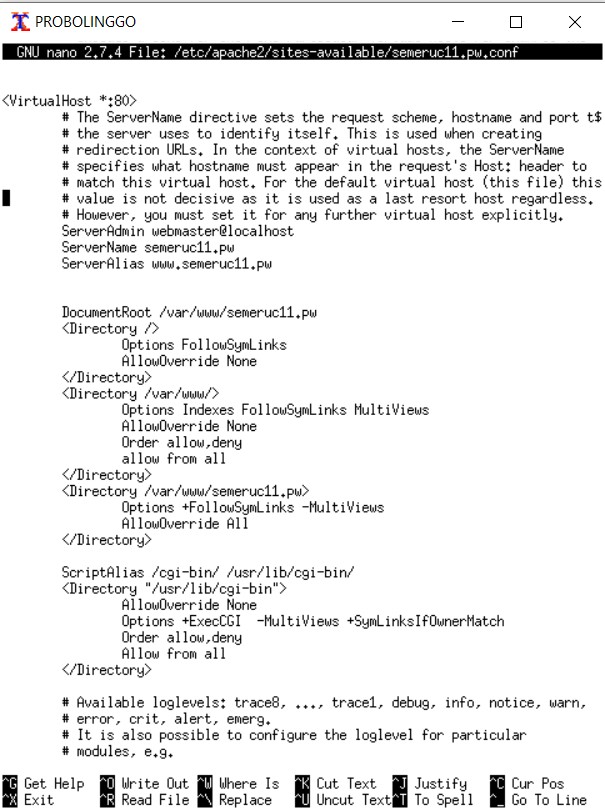 PROBOLINGGO
GNU nano 2.7.4 File: /etc/apache2/sites-available/semeruc11.pw.conf
<VirtualHost *:80>
# The ServerName directive sets the request scheme, hostname and port t$
# the server uses to identify itself. This is used when creating
# redirection URLs. In the context of virtual hosts, the ServerName
# specifies what hostname must appear in the request's Host: header to
# match this virtual host. For the default virtual host (this file) this
# value is not decisive as it is used as a last resort host regardless.
# However, you must set it for any further virtual host explicitly.
ServerAdmin webmaster@localhost
ServerName semeruc11.pw
ServerAlias www.semeruc11.pw
DocumentRoot /var/www/semeruc11.pw
<Directory />
Options FollowSymLinks
AllowOverride None
</Directory>
<Directory /var/www/>
Options Indexes FollowSymLinks MultiViews
AllowOverride None
Order allow,deny
allow from all
</Directory>
<Directory /var/www/semeruc11.pw>
Options +FollowSymLinks -MultiViews
AllowOverride All
</Directory>
ScriptAlias /cgi-bin/ /usr/lib/cgi-bin/
<Directory "/usr/lib/cgi-bin">
AllowOverride None
Options +ExecCGI  -MultiViews +SymLinksIfOwnerMatch
Order allow,deny
Allow from all
</Directory>
# Available loglevels: trace8, ..., trace1, debug, info, notice, warn,
# error, crit, alert, emerg.
# It is also possible to configure the loglevel for particular
# modules, e.g.
^G Get Help ^O Write Out ^W Where Is ^K Cut Text ^J Justify ^C Cur Pos
^X Exit ^R Read File ^\ Replace ^U Uncut Text ^T To Spell ^_ Go To Line